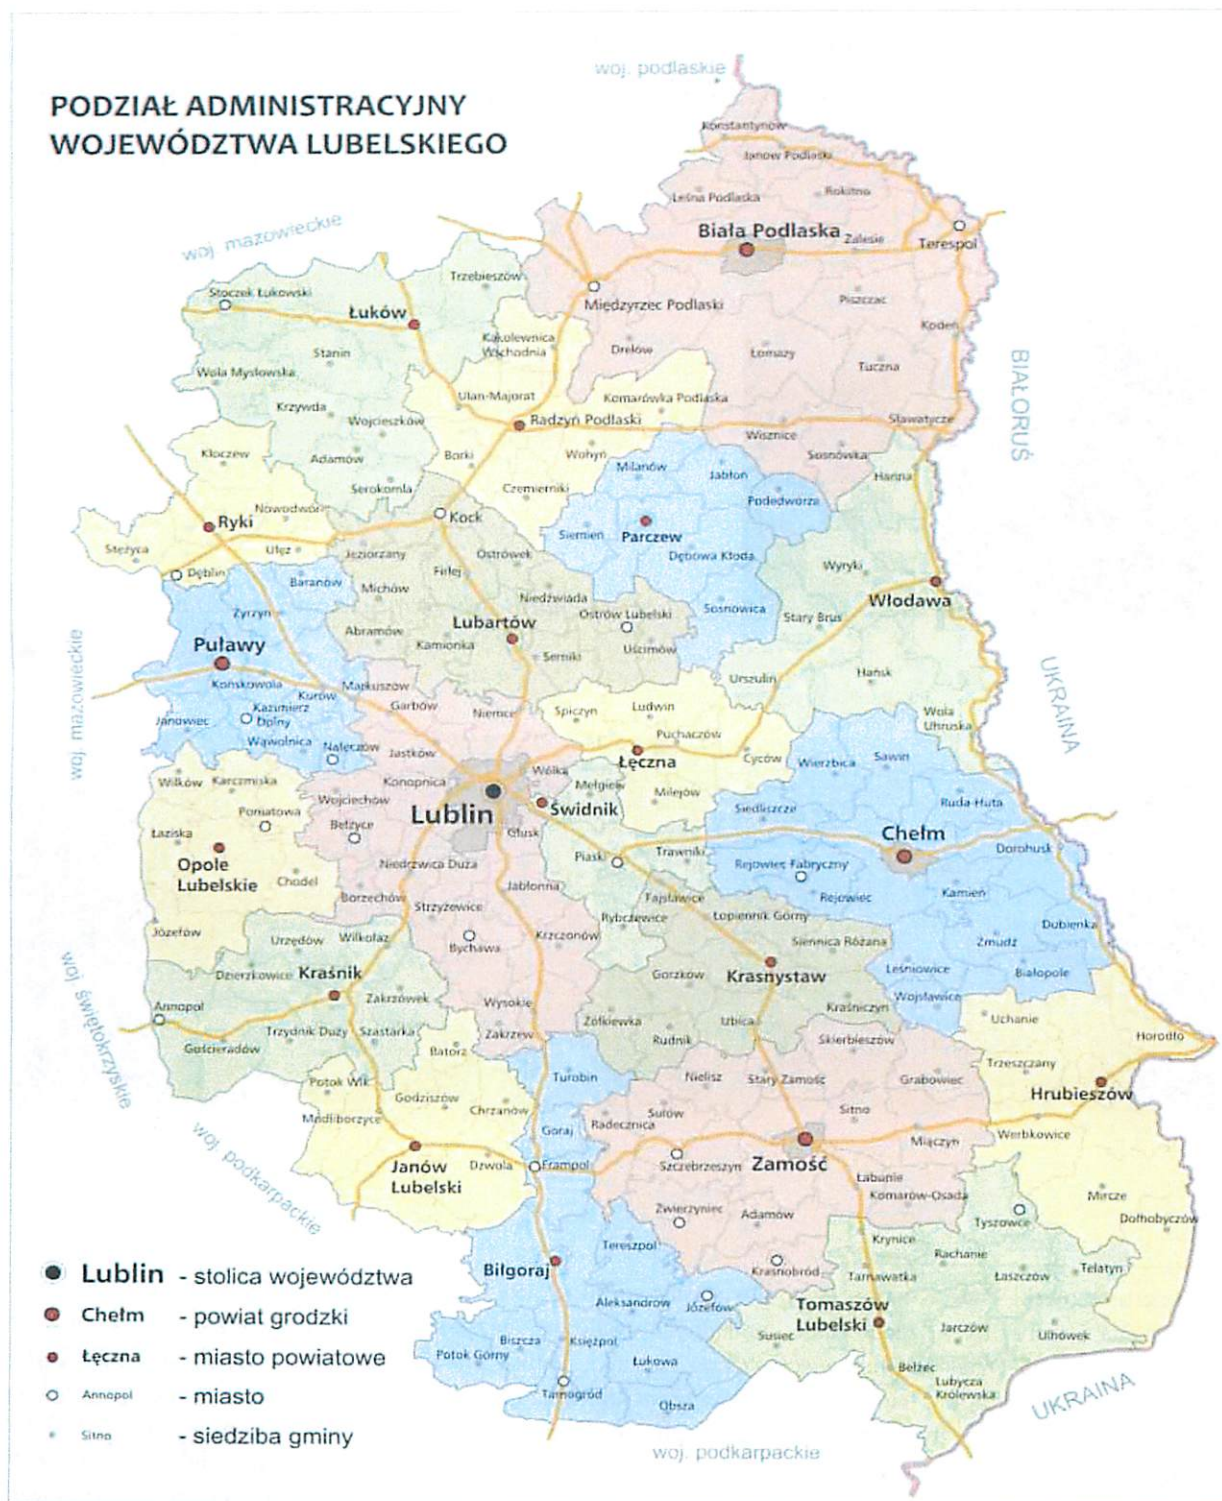 woj. podlaskie
PODZIAŁ ADMINISTRACYJNY
WOJEWÓDZTWA LUBELSKIEGO
Konstantynów
Janów Podlaski
Leśna Podlaska
Rokitno
Biała Podlaska
Zalesie
Terespol
woj. mazowieckie
Trzebieszów
Stoczek Łukowski
Łuków
Międzyrzec Podlaski
Piszczac
Kodeń
Kąkolewnica
Wschodnia
Stanin
Drelów
Łomazy
Tuczna
BIAŁORUŚ
Wola Mysłowska
Ulan-Majorat
Komarówka Podlaska
Krzywda
Wojcieszków
Radzyń Podlaski
Sławatycze
Wisznice
Kłoczew
Adamów
Borki
Wohyń
Sosnówka
Milanów
Jabłoń
Hanna
Serokomla
Czemierniki
Podedworze
Nowodwór
Ryki
Kock
Siemień
Parczew
Stężyca
Ułęż
Jeziorzany
Ostrówek
Dębowa Kłoda
Dęblin
Baranów
Firlej
Wyryki
Michów
Niedźwiada
Włodawa
Żyrzyn
Ostrów Lubelski
Sosnowica
Stary Brus
Lubartów
Puławy
Abramów
Kamionka
Serniki
Uścimów
woj. mazowieckie
Końskowola
Kurów
Markuszów
Urszulin
Hańsk
UKRAINA
Kazimierz
Dolny
Garbów
Niemce
Spiczyn
Ludwin
Wola
Uhruska
Janowiec
Wąwolnica
Nałęczów
Jastków
Puchaczów
Łęczna
Cyców
Wierzbica
Sawin
Wilków
Karczmiska
Konopnica
Wólka
Mełgiew
Milejów
Wojciechów
Lublin
Świdnik
Siedliszcze
Ruda-Huta
Poniatowa
Bełżyce
Głusk
Chełm
Łaziska
Opole
Lubelskie
Niedrzwica Duża
Piaski
Trawniki
Rejowiec Fabryczny
Dorohusk
Chodel
Borzechów
Jabłonna
Fajsławice
Rejowiec
Kamień
Strzyżewice
Rybczewice
Łopiennik Górny
Dubienka
Józefów
Urzędów
Wilkołaz
Bychawa
Krzczonów
Siennica Różana
Żmudź
Dzierzkowice
Kraśnik
Gorzków
Krasnystaw
Leśniowice
Białopole
Annopol
Zakrzówek
Wysokie
Kraśniczyn
Wojsławice
woj. świętokrzyskie
Trzydnik Duży
Szastarka
Zakrzew
Żółkiewka
Izbica
Uchanie
Gościeradów
Batorz
Rudnik
Skierbieszów
Horodło
Potok Wlk.
Turobin
Nielisz
Stary Zamość
Grabowiec
Trzeszczany
Godziszów
Chrzanów
Hrubieszów
Modliborzyce
Goraj
Radecznica
Sułów
Sitno
Werbkowice
woj. podkarpackie
Janów
Lubelski
Dzwola
Frampol
Szczebrzeszyn
Zamość
Miączyn
Łabunie
Komarów-Osada
Mircze
Zwierzyniec
Adamów
Tyszowce
Dołhobyczów
Tereszpol
Krynice
Rachanie
Biłgoraj
Krasnobród
Tarnawatka
Łaszczów
Telatyn
Aleksandrów
Józefów
Tomaszów
Lubelski
Biszcza
Księżpol
Susiec
Jarczów
Ulhówek
Potok Górny
Łukowa
Bełżec
Tarnogród
Obsza
Lubycza
Królewska
UKRAINA
woj. podkarpackie
Lublin - stolica województwa
Chełm - powiat grodzki
Łęczna - miasto powiatowe
Annopol - miasto
Sitno - siedziba gminy